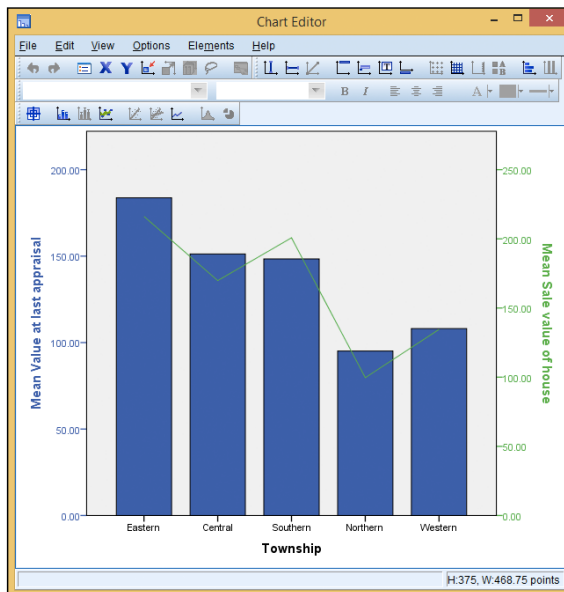 Chart Editor
File Edit View Options Elements Help
X Y
B I A
200.00
150.00
100.00
50.00
0.00
Mean Value at last appraisal
250.00
200.00
150.00
100.00
50.00
0.00
Mean Sale value of house
Eastern Central Southern Northern Western
Township
H:375, W:468.75 points